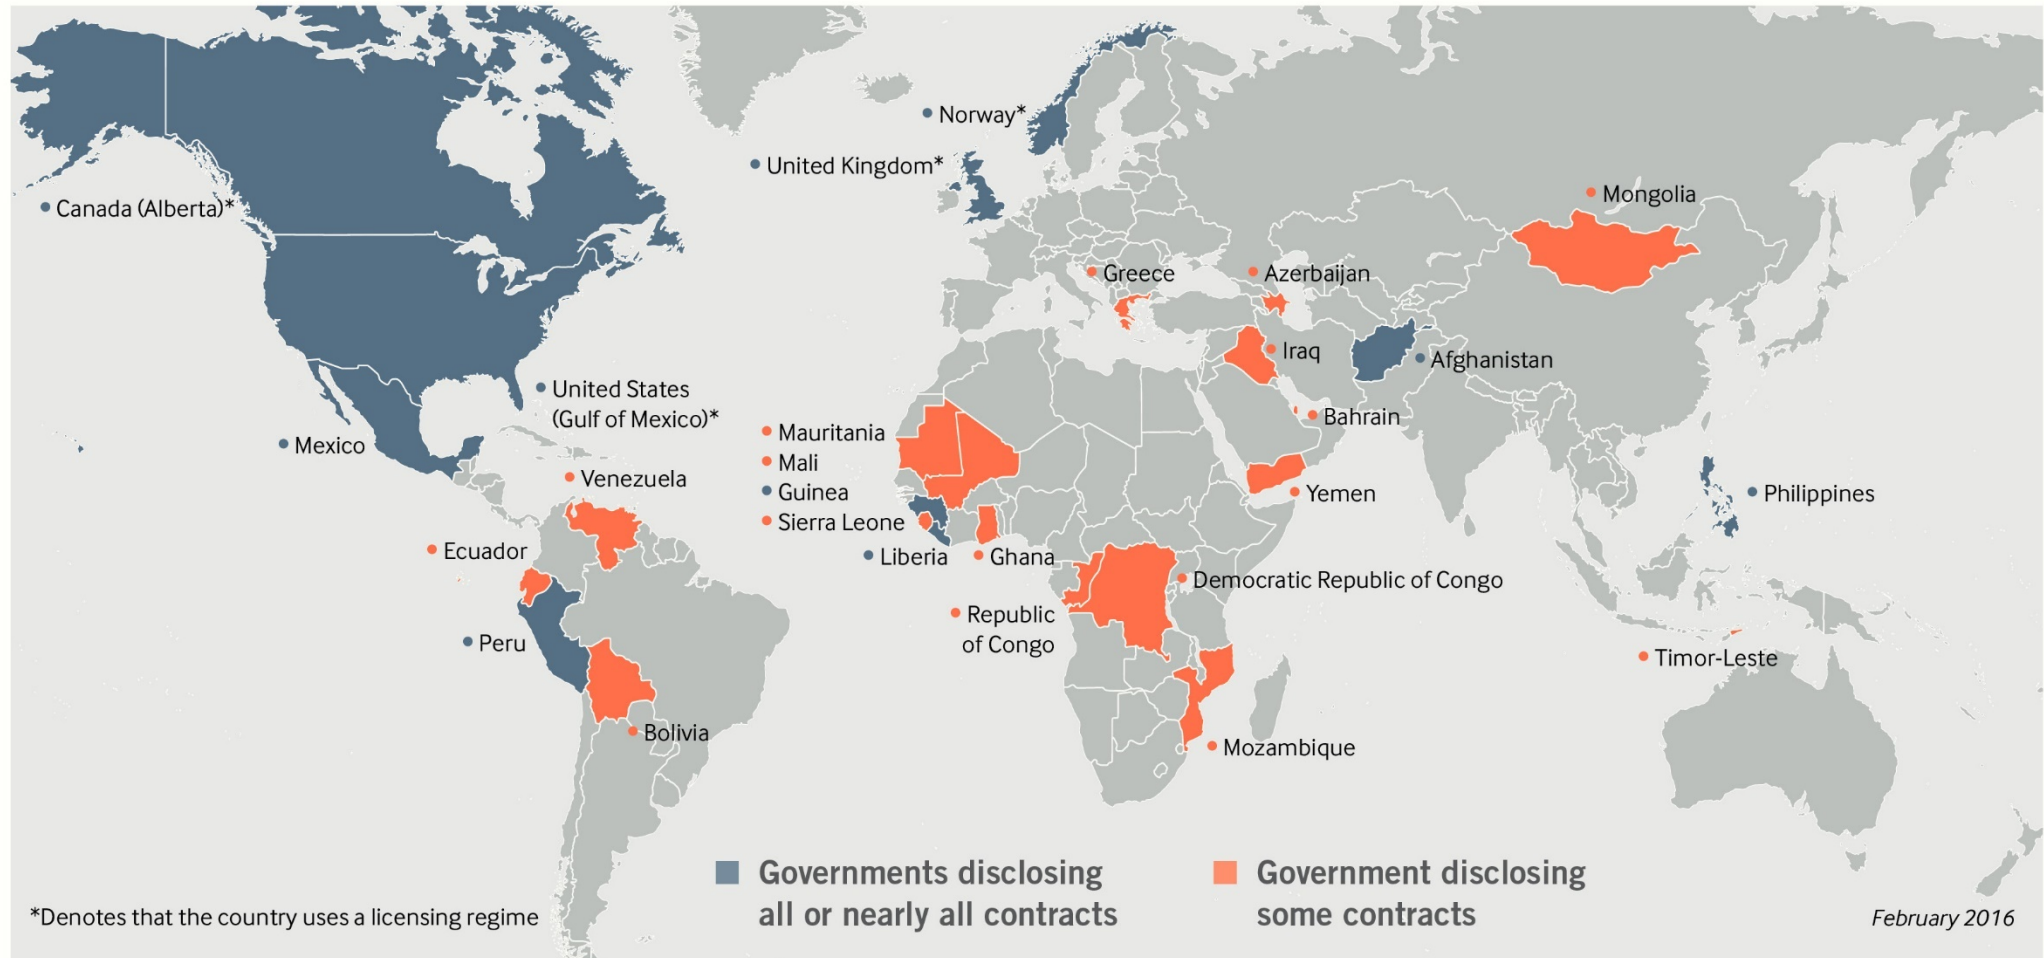 Norway*
United Kingdom*
Canada (Alberta)*
Mongolia
Greece
Azerbaijan
Iraq
Afghanistan
United States
(Gulf of Mexico)*
Bahrain
Mexico
Mauritania
Mali
Guinea
Sierra Leone
Venezuela
Yemen
Philippines
Ecuador
Liberia
Ghana
Democratic Republic of Congo
Republic
of Congo
Peru
Timor-Leste
Bolivia
Mozambique
Governments disclosing
all or nearly all contracts
Government disclosing
some contracts
*Denotes that the country uses a licensing regime
February 2016